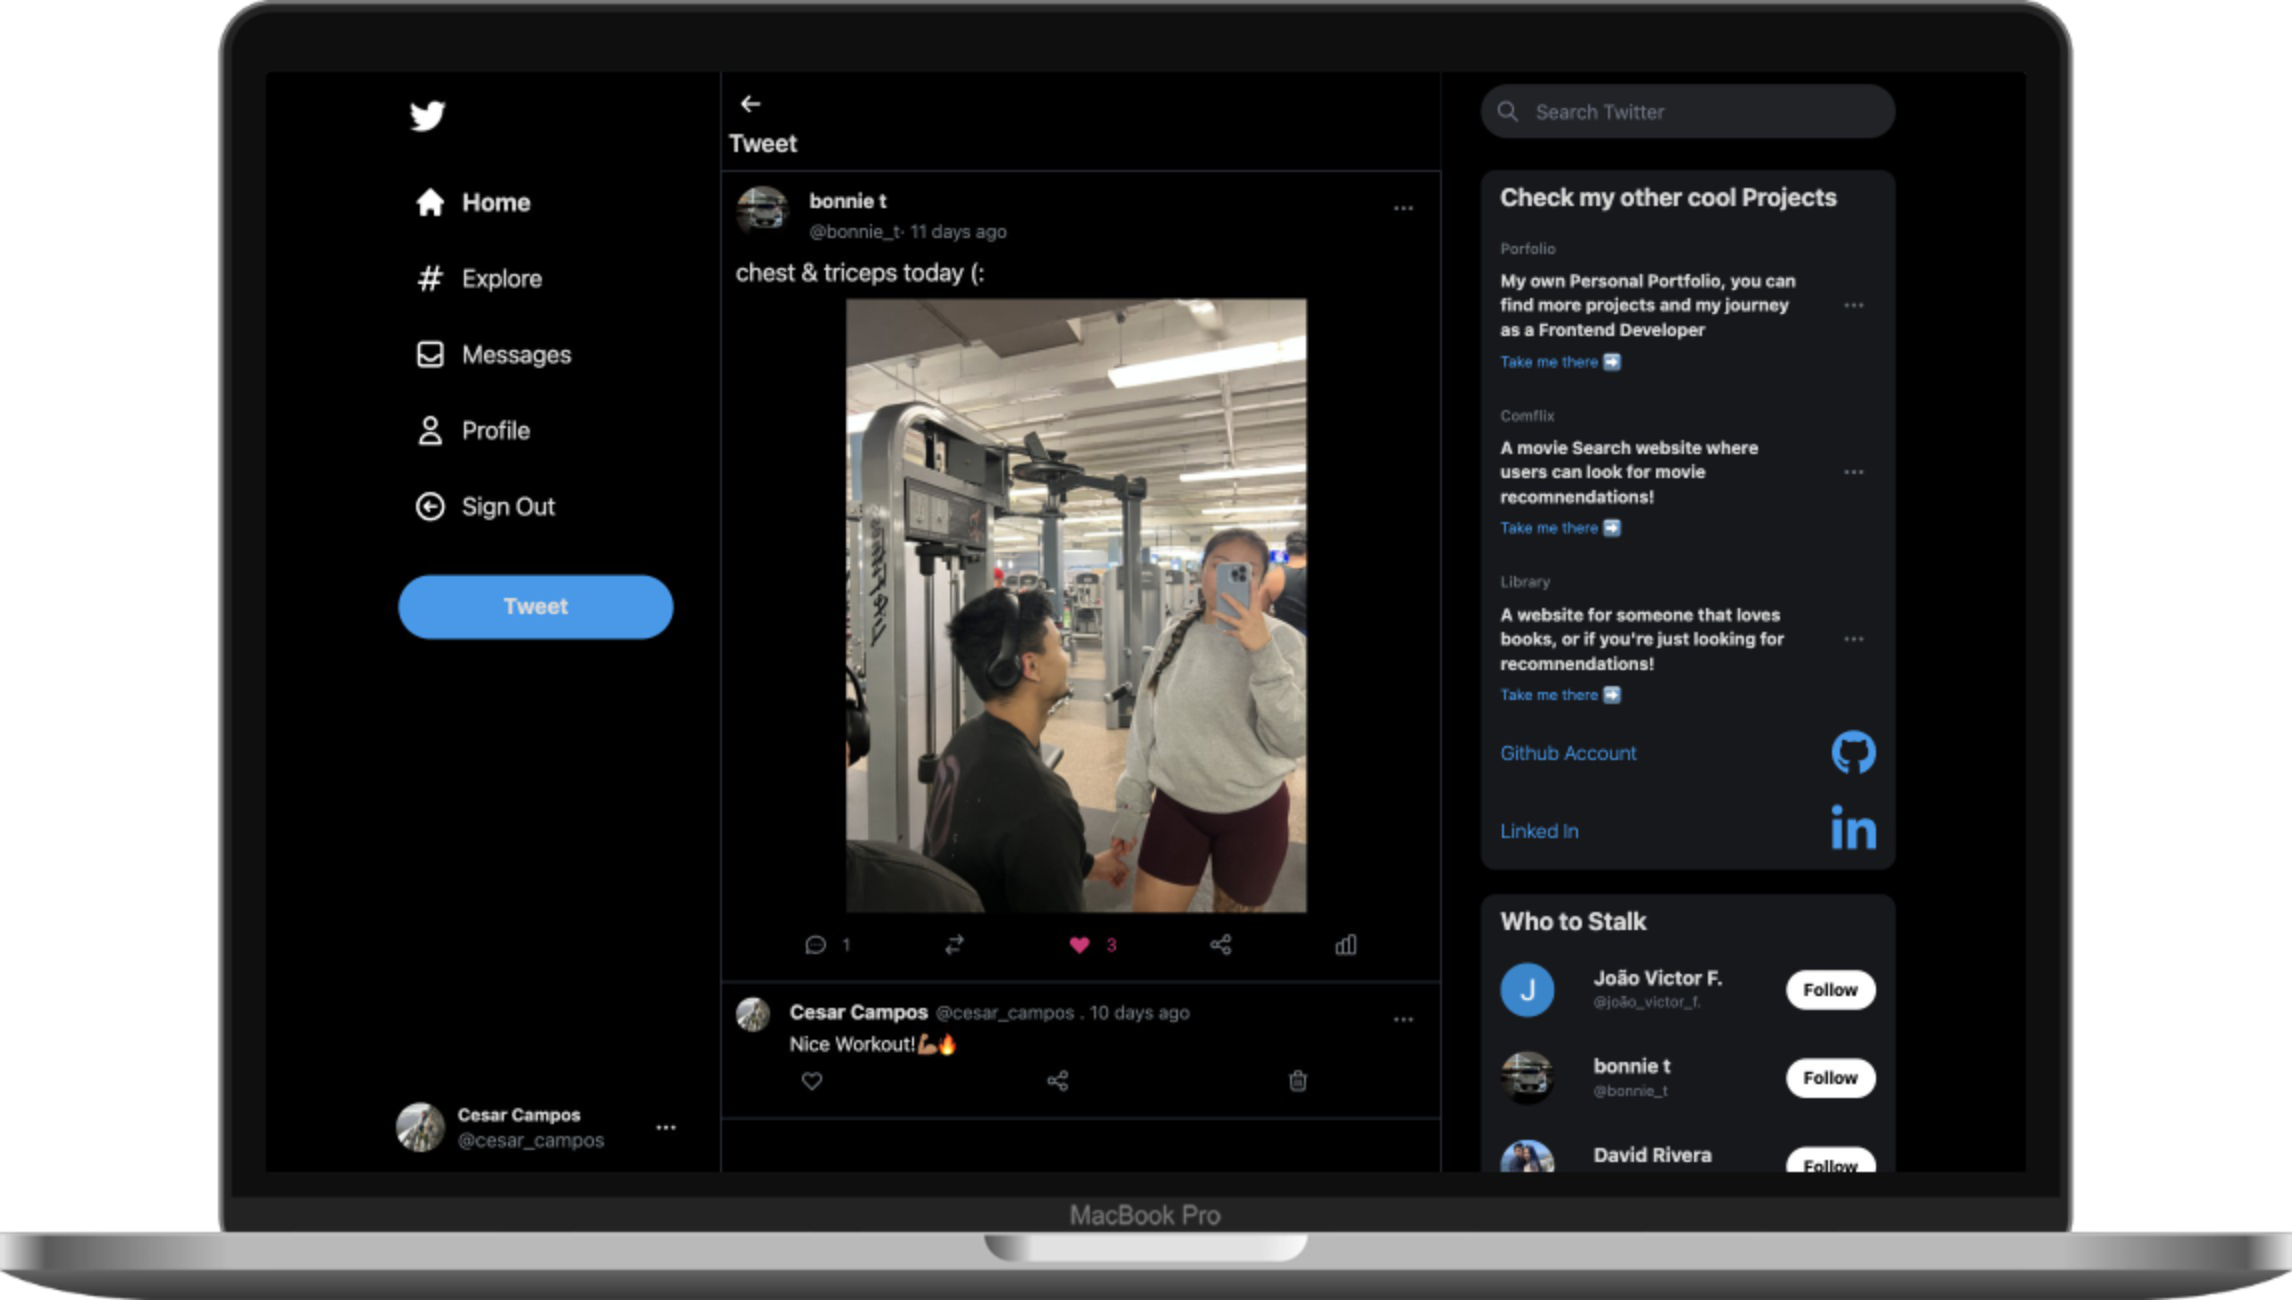 Home
Explore
Messages
Profile
Sign Out
Tweet
Cesar Campos
@cesar_campos
Tweet
bonnie t
@bonnie_t· 11 days ago
chest & triceps today (:
1
3
Cesar Campos @cesar_campos . 10 days ago
Nice Workout!💪🏽🔥
Search Twitter
Check my other cool Projects
Porfolio
My own Personal Portfolio, you can
find more projects and my journey
as a Frontend Developer
Take me there ➡️
Comflix
A movie Search website where
users can look for movie
recomnendations!
Take me there ➡️
Library
A website for someone that loves
books, or if you're just looking for
recomnendations!
Take me there ➡️
Github Account
Linked In
in
Who to Stalk
J
João Victor F.
@joão_victor_f.
Follow
bonnie t
@bonnie_t
Follow
David Rivera
Follow
MacBook Pro